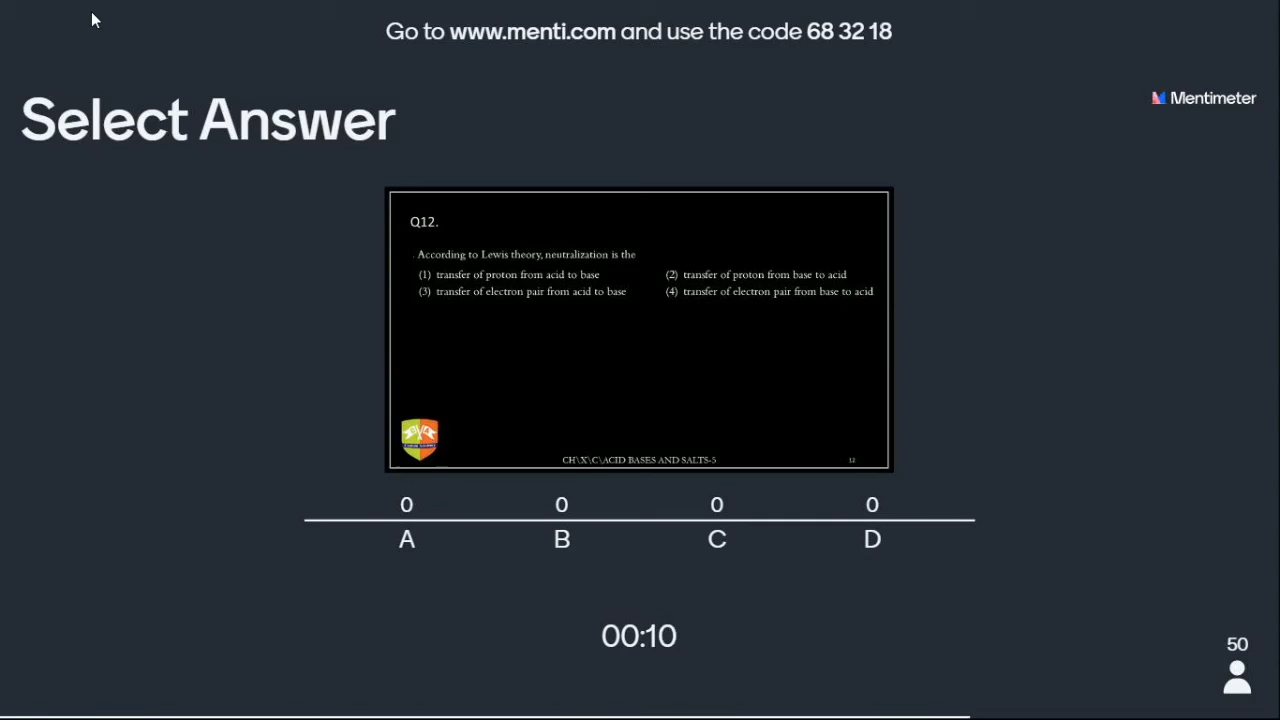 Go to www.menti.com and use the code 68 32 18
Select Answer
Mentimeter
Q12.
According to Lewis theory, neutralization is the
(1) transfer of proton from acid to base (2) transfer of proton from base to acid
(3) transfer of electron pair from acid to base (4) transfer of electron pair from base to acid
CH\X\C\ACID BASES AND SALTS-5 12
0 0 0 0
A B C D
00:10
50